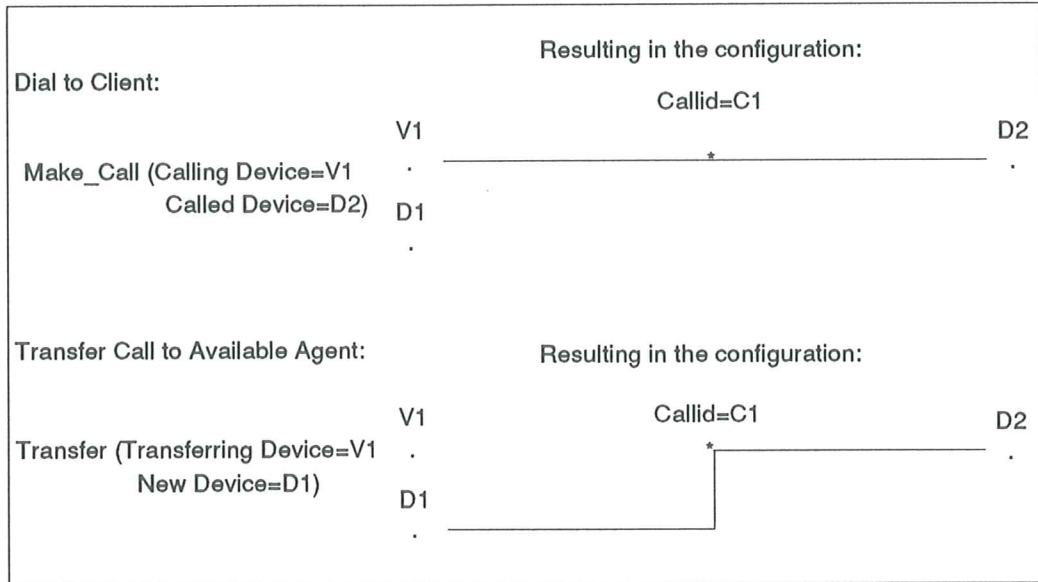 Resulting in the configuration:
Dial to Client:
Callid=C1
V1
D2
*
Make_Call (Calling Device=V1
Called Device=D2)
D1
Transfer Call to Available Agent:
Resulting in the configuration:
V1
Callid=C1
D2
*
Transfer (Transferring Device=V1
New Device=D1)
D1